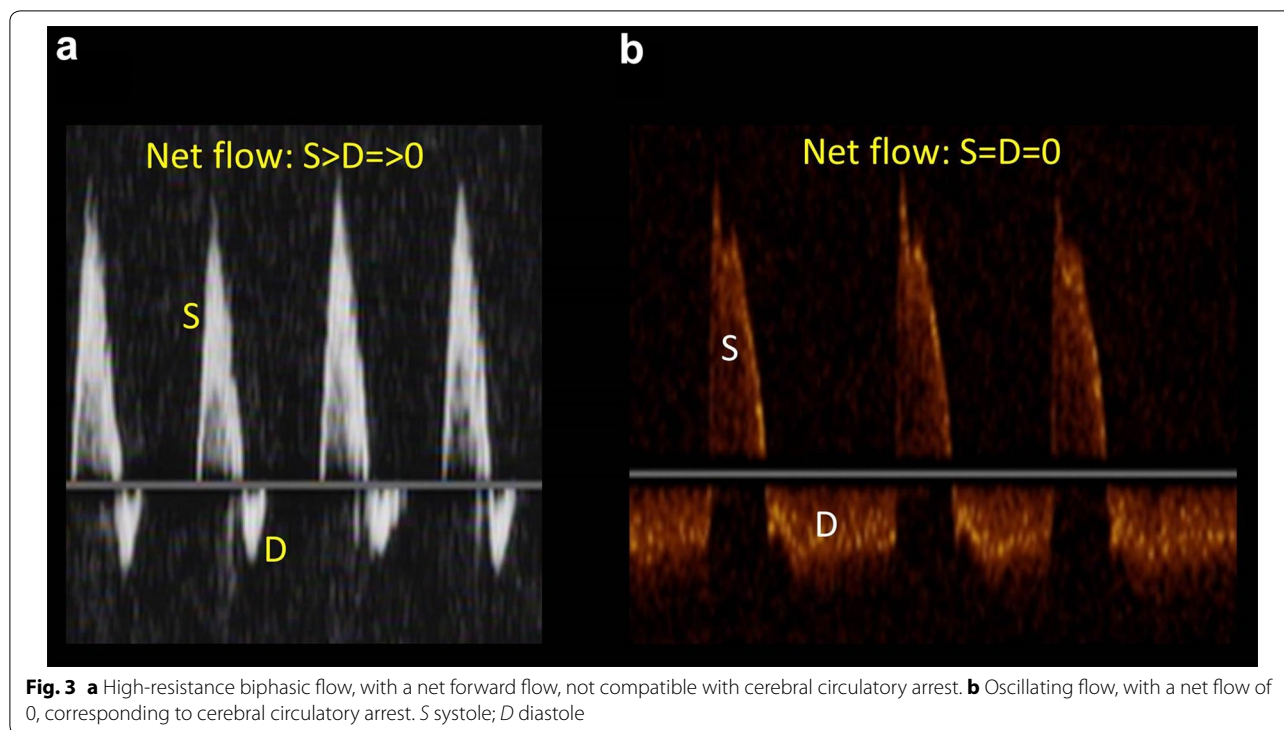 a
b
Net flow: S>D=>0
Net flow: S=D=0
S
D
S
D
Fig. 3 a High-resistance biphasic flow, with a net forward flow, not compatible with cerebral circulatory arrest. b Oscillating flow, with a net flow of
0, corresponding to cerebral circulatory arrest. S systole; D diastole